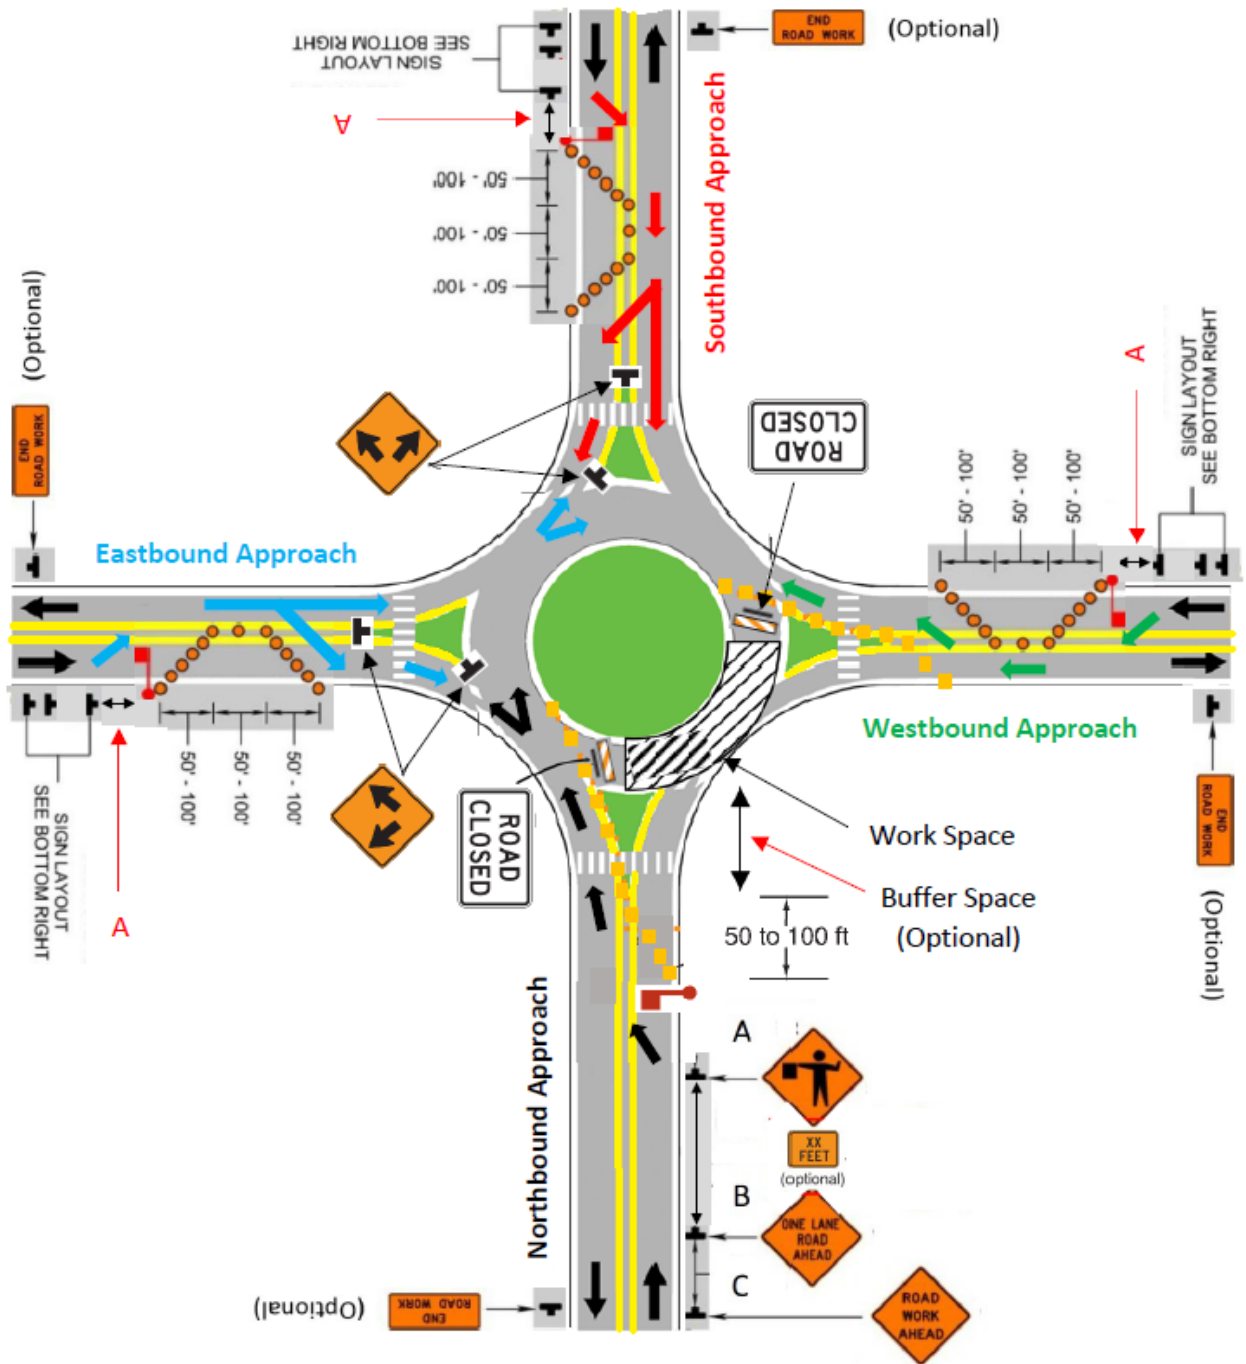 END
ROAD WORK
(Optional)
SIGN LAYOUT
SEE BOTTOM RIGHT
A
50' - 100'
50' - 100'
50' - 100'
Southbound Approach
(Optional)
END
ROAD WORK
A
SIGN LAYOUT
SEE BOTTOM RIGHT
ROAD
CLOSED
50' - 100'
50' - 100'
50' - 100'
Eastbound Approach
Westbound Approach
50' - 100'
50' - 100'
50' - 100'
SIGN LAYOUT
SEE BOTTOM RIGHT
A
ROAD
CLOSED
END
ROAD WORK
(Optional)
Work Space
Buffer Space
(Optional)
50 to 100 ft
Northbound Approach
A
XX
FEET
(optional)
B
ONE LANE
ROAD
AHEAD
C
ROAD
WORK
AHEAD
(Optional)
END
ROAD WORK